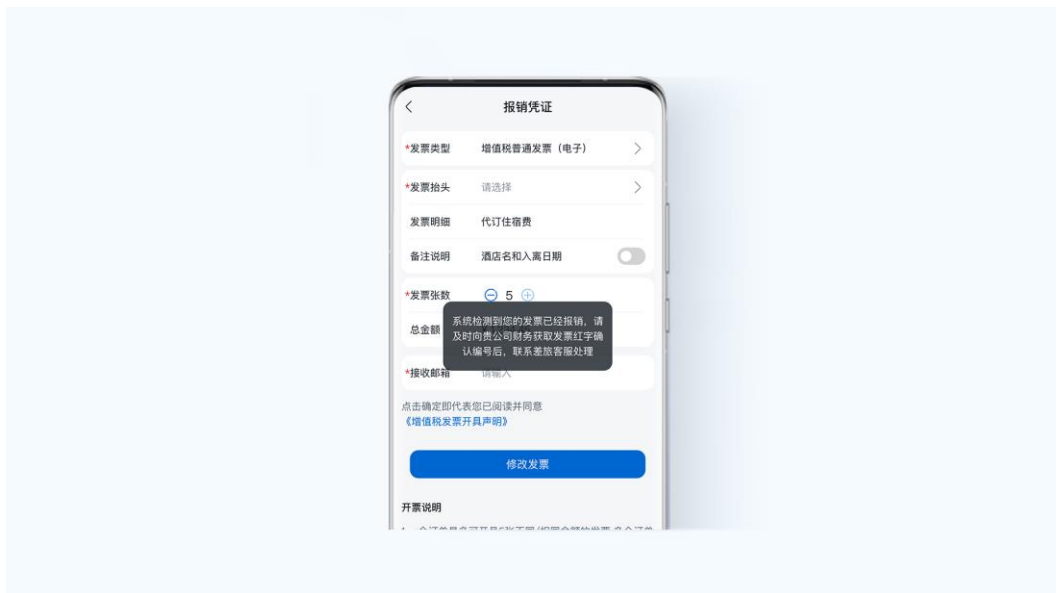 报销凭证
*发票类型 增值税普通发票（电子）
*发票抬头 请选择
发票明细 代订住宿费
备注说明 酒店名和入离日期
*发票张数 5
总金额
系统检测到您的发票已经报销，请
及时向贵公司财务获取发票红字确
认编号后，联系差旅客服处理
*接收邮箱 请输入
点击确定即代表您已阅读并同意
《增值税发票开具声明》
修改发票
开票说明